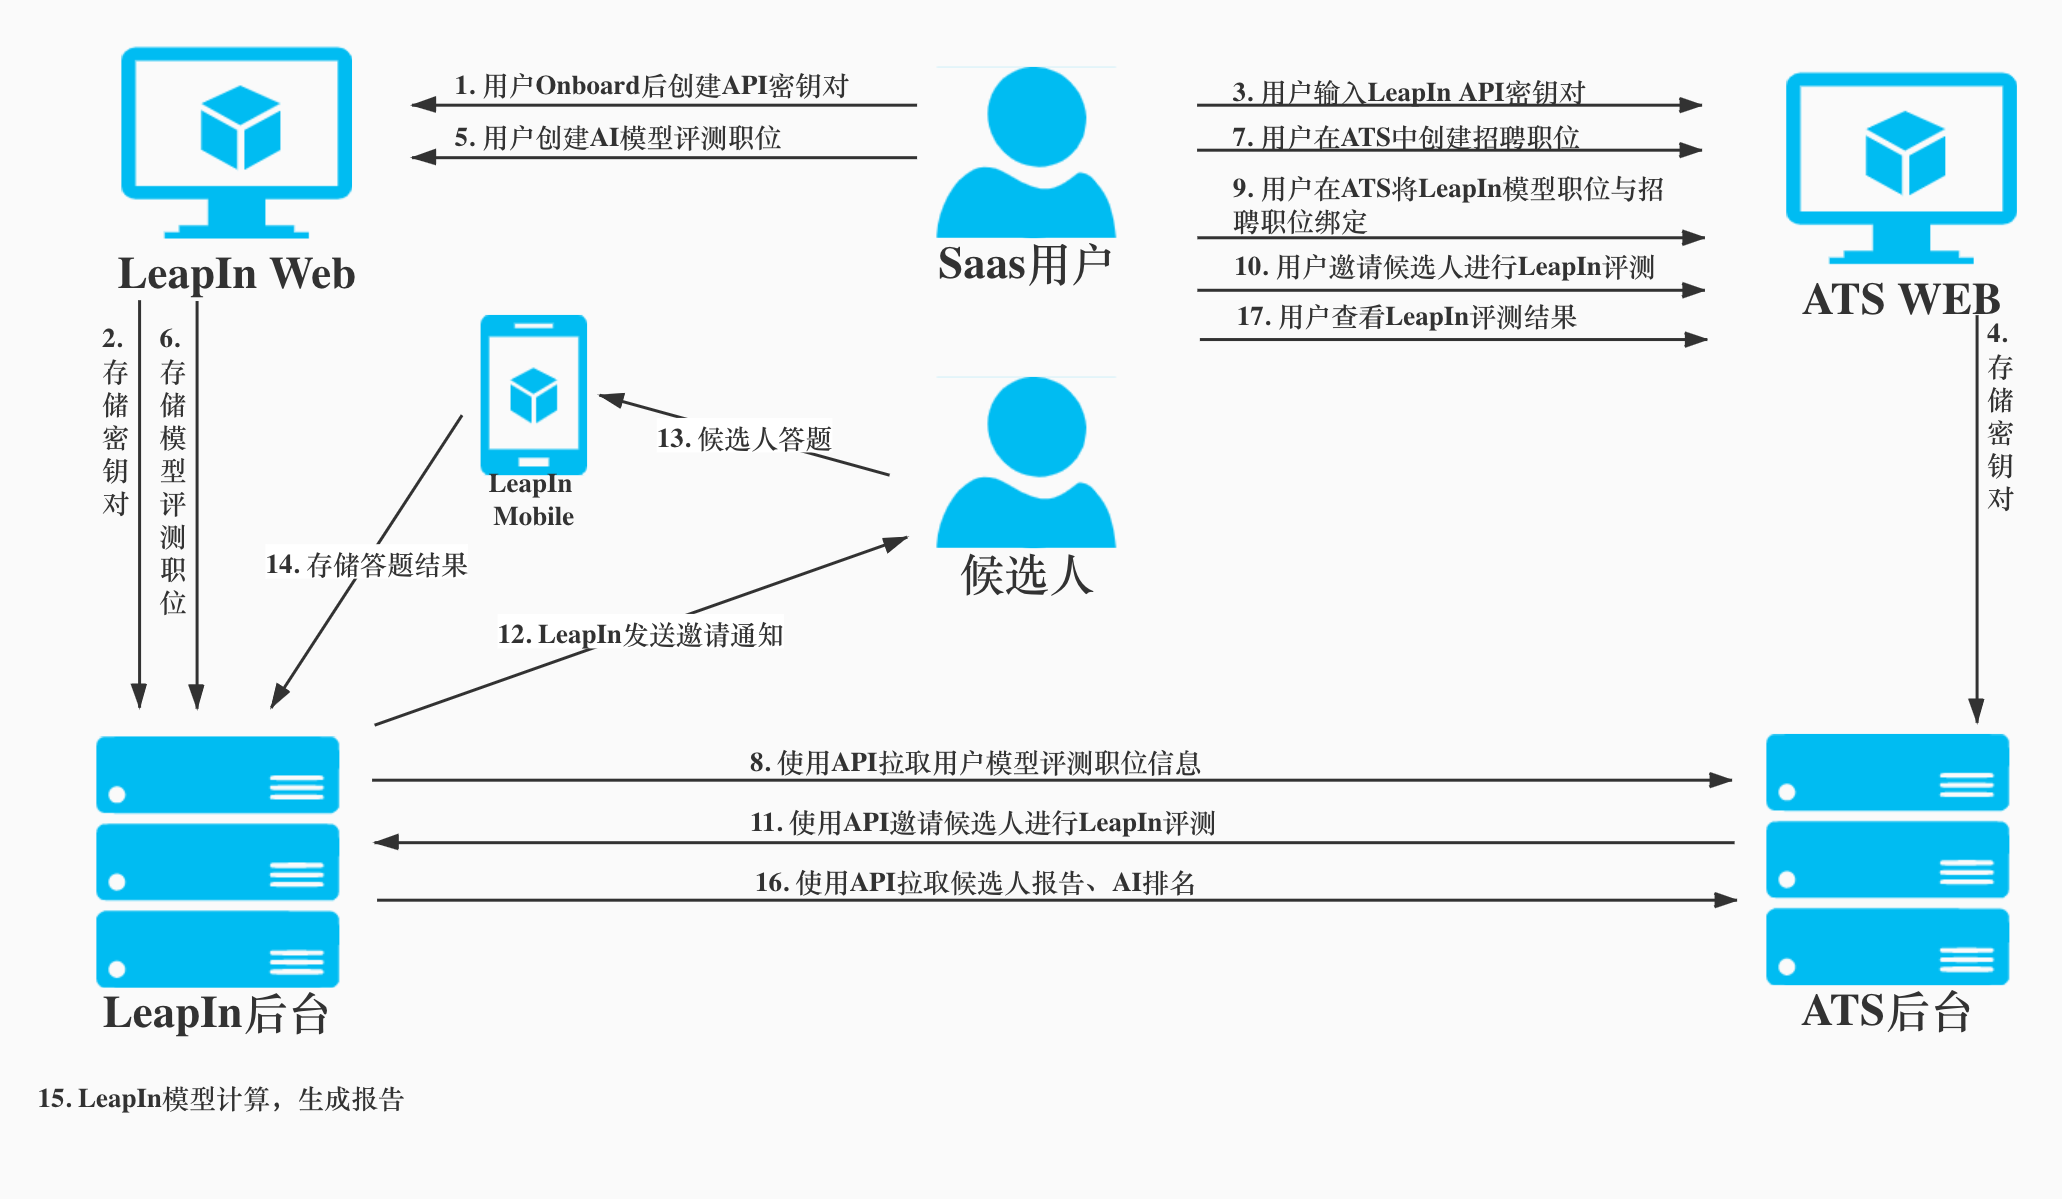 1. 用户Onboard后创建API密钥对
5. 用户创建AI模型评测职位
3. 用户输入LeapIn API密钥对
7. 用户在ATS中创建招聘职位
9. 用户在ATS将LeapIn模型职位与招
聘职位绑定
10. 用户邀请候选人进行LeapIn评测
17. 用户查看LeapIn评测结果
LeapIn Web
Saas用户
ATS WEB
2.
存
储
密
钥
对
6.
存
储
模
型
评
测
职
位
4.
存
储
密
钥
对
LeapIn
Mobile
13. 候选人答题
候选人
14. 存储答题结果
12. LeapIn发送邀请通知
8. 使用API拉取用户模型评测职位信息
11. 使用API邀请候选人进行LeapIn评测
16. 使用API拉取候选人报告、AI排名
LeapIn后台
ATS后台
15. LeapIn模型计算，生成报告